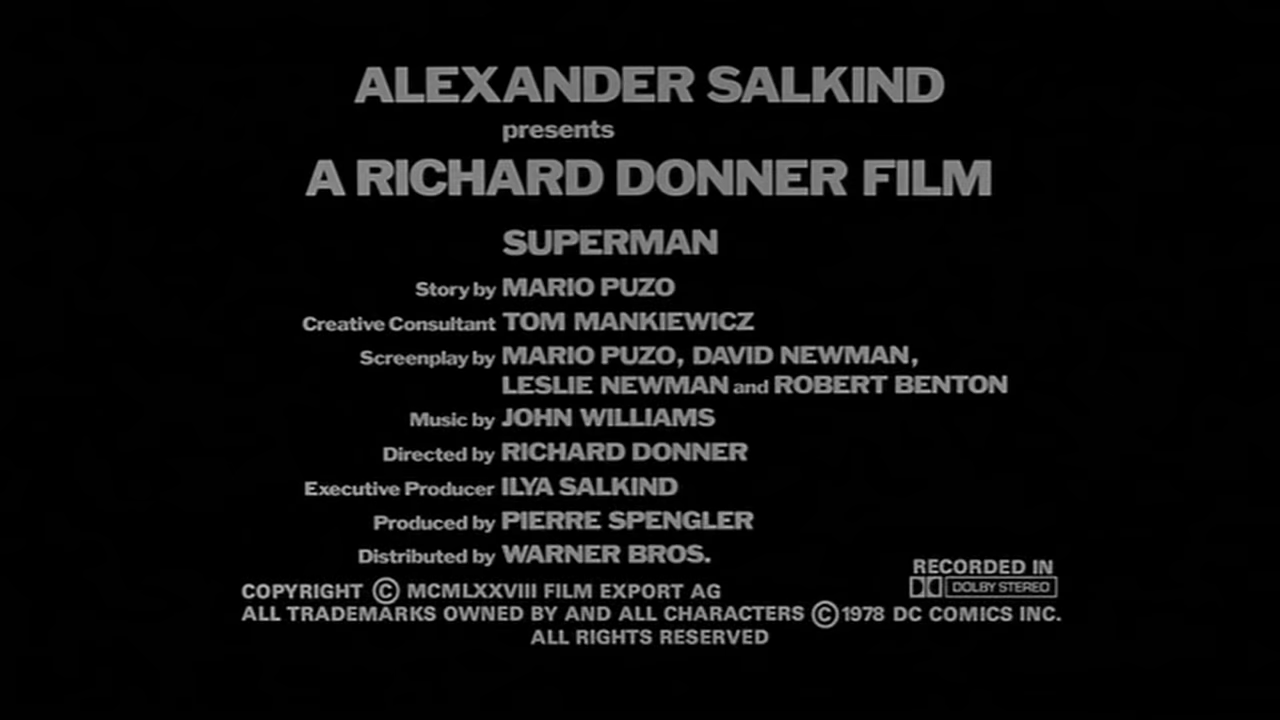 ALEXANDER SALKIND
presents
A RICHARD DONNER FILM
SUPERMAN
Story by MARIO PUZO
Creative Consultant TOM MANKIEWICZ
Screenplay by MARIO PUZO, DAVID NEWMAN,
LESLIE NEWMAN and ROBERT BENTON
Music by JOHN WILLIAMS
Directed by RICHARD DONNER
Executive Producer ILYA SALKIND
Produced by PIERRE SPENGLER
Distributed by WARNER BROS.
RECORDED IN
DOLBY STEREO
COPYRIGHT © MCMLXXVIII FILM EXPORT AG
ALL TRADEMARKS OWNED BY AND ALL CHARACTERS © 1978 DC COMICS INC.
ALL RIGHTS RESERVED